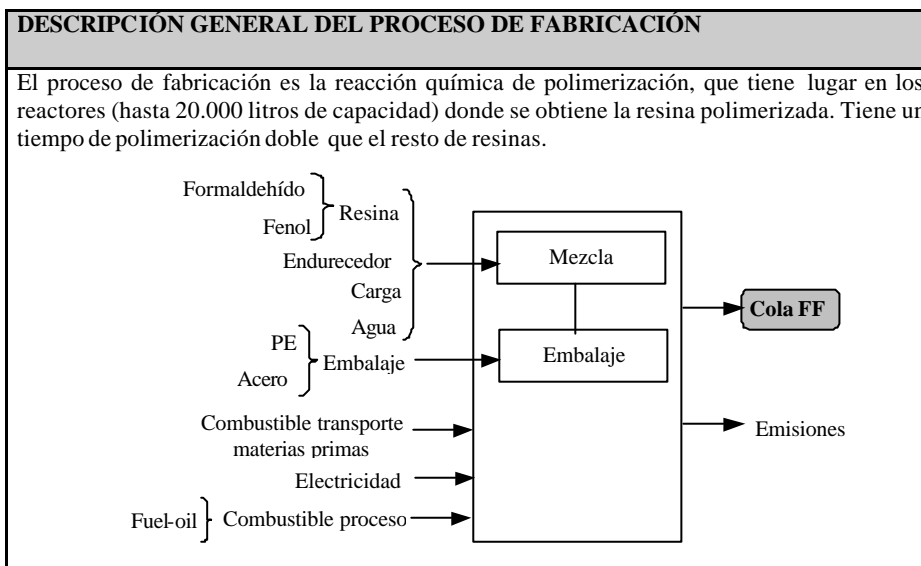 DESCRIPCIÓN GENERAL DEL PROCESO DE FABRICACIÓN
El proceso de fabricación es la reacción química de polimerización, que tiene lugar en los
reactores (hasta 20.000 litros de capacidad) donde se obtiene la resina polimerizada. Tiene un
tiempo de polimerización doble que el resto de resinas.
Formaldehído
Fenol
Resina
Endurecedor
Carga
Agua
PE
Acero
Embalaje
Combustible transporte
materias primas
Electricidad
Fuel-oil
Combustible proceso
Mezcla
Embalaje
Cola FF
Emisiones